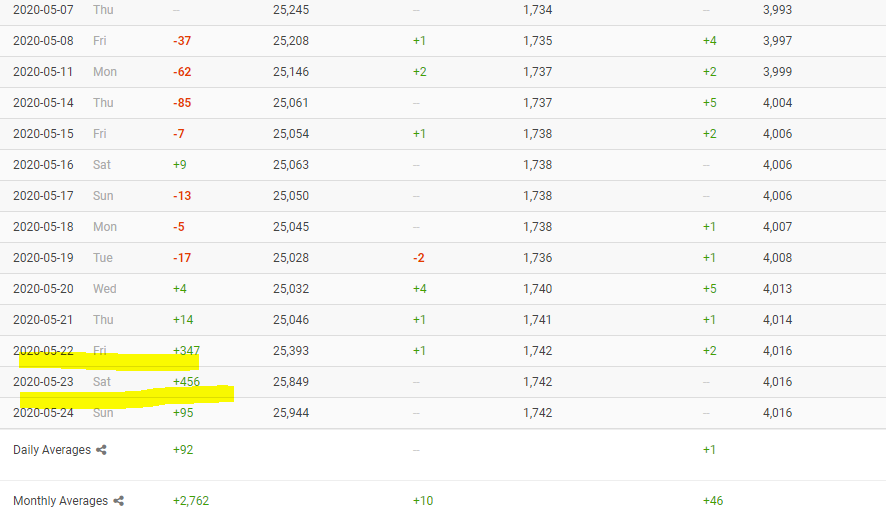 2020-05-07 Thu -- 25,245 -- 1,734 -- 3,993
2020-05-08 Fri -37 25,208 +1 1,735 +4 3,997
2020-05-11 Mon -62 25,146 +2 1,737 +2 3,999
2020-05-14 Thu -85 25,061 -- 1,737 +5 4,004
2020-05-15 Fri -7 25,054 +1 1,738 +2 4,006
2020-05-16 Sat +9 25,063 -- 1,738 -- 4,006
2020-05-17 Sun -13 25,050 -- 1,738 -- 4,006
2020-05-18 Mon -5 25,045 -- 1,738 +1 4,007
2020-05-19 Tue -17 25,028 -2 1,736 +1 4,008
2020-05-20 Wed +4 25,032 +4 1,740 +5 4,013
2020-05-21 Thu +14 25,046 +1 1,741 +1 4,014
2020-05-22 Fri +347 25,393 +1 1,742 +2 4,016
2020-05-23 Sat +456 25,849 -- 1,742 -- 4,016
2020-05-24 Sun +95 25,944 -- 1,742 -- 4,016
Daily Averages +92 -- +1
Monthly Averages +2,762 +10 +46